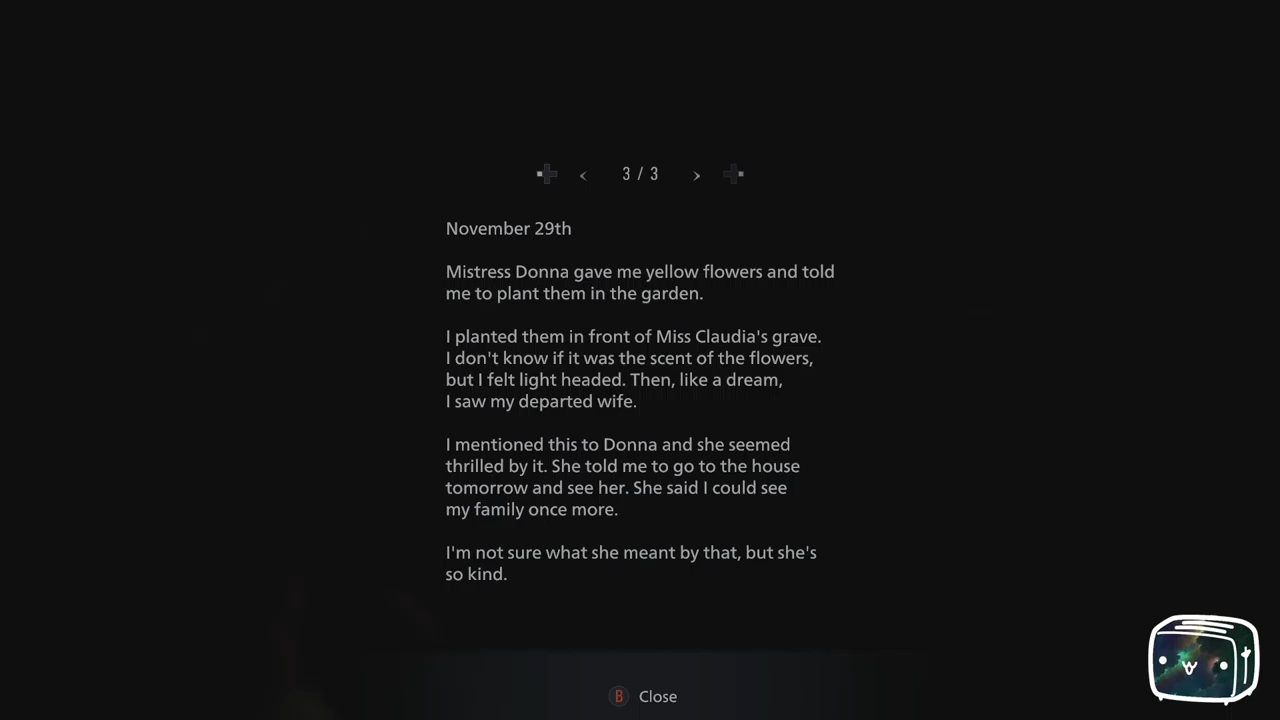 3 / 3
November 29th
Mistress Donna gave me yellow flowers and told
me to plant them in the garden.
I planted them in front of Miss Claudia's grave.
I don't know if it was the scent of the flowers,
but I felt light headed. Then, like a dream,
I saw my departed wife.
I mentioned this to Donna and she seemed
thrilled by it. She told me to go to the house
tomorrow and see her. She said I could see
my family once more.
I'm not sure what she meant by that, but she's
so kind.
B Close